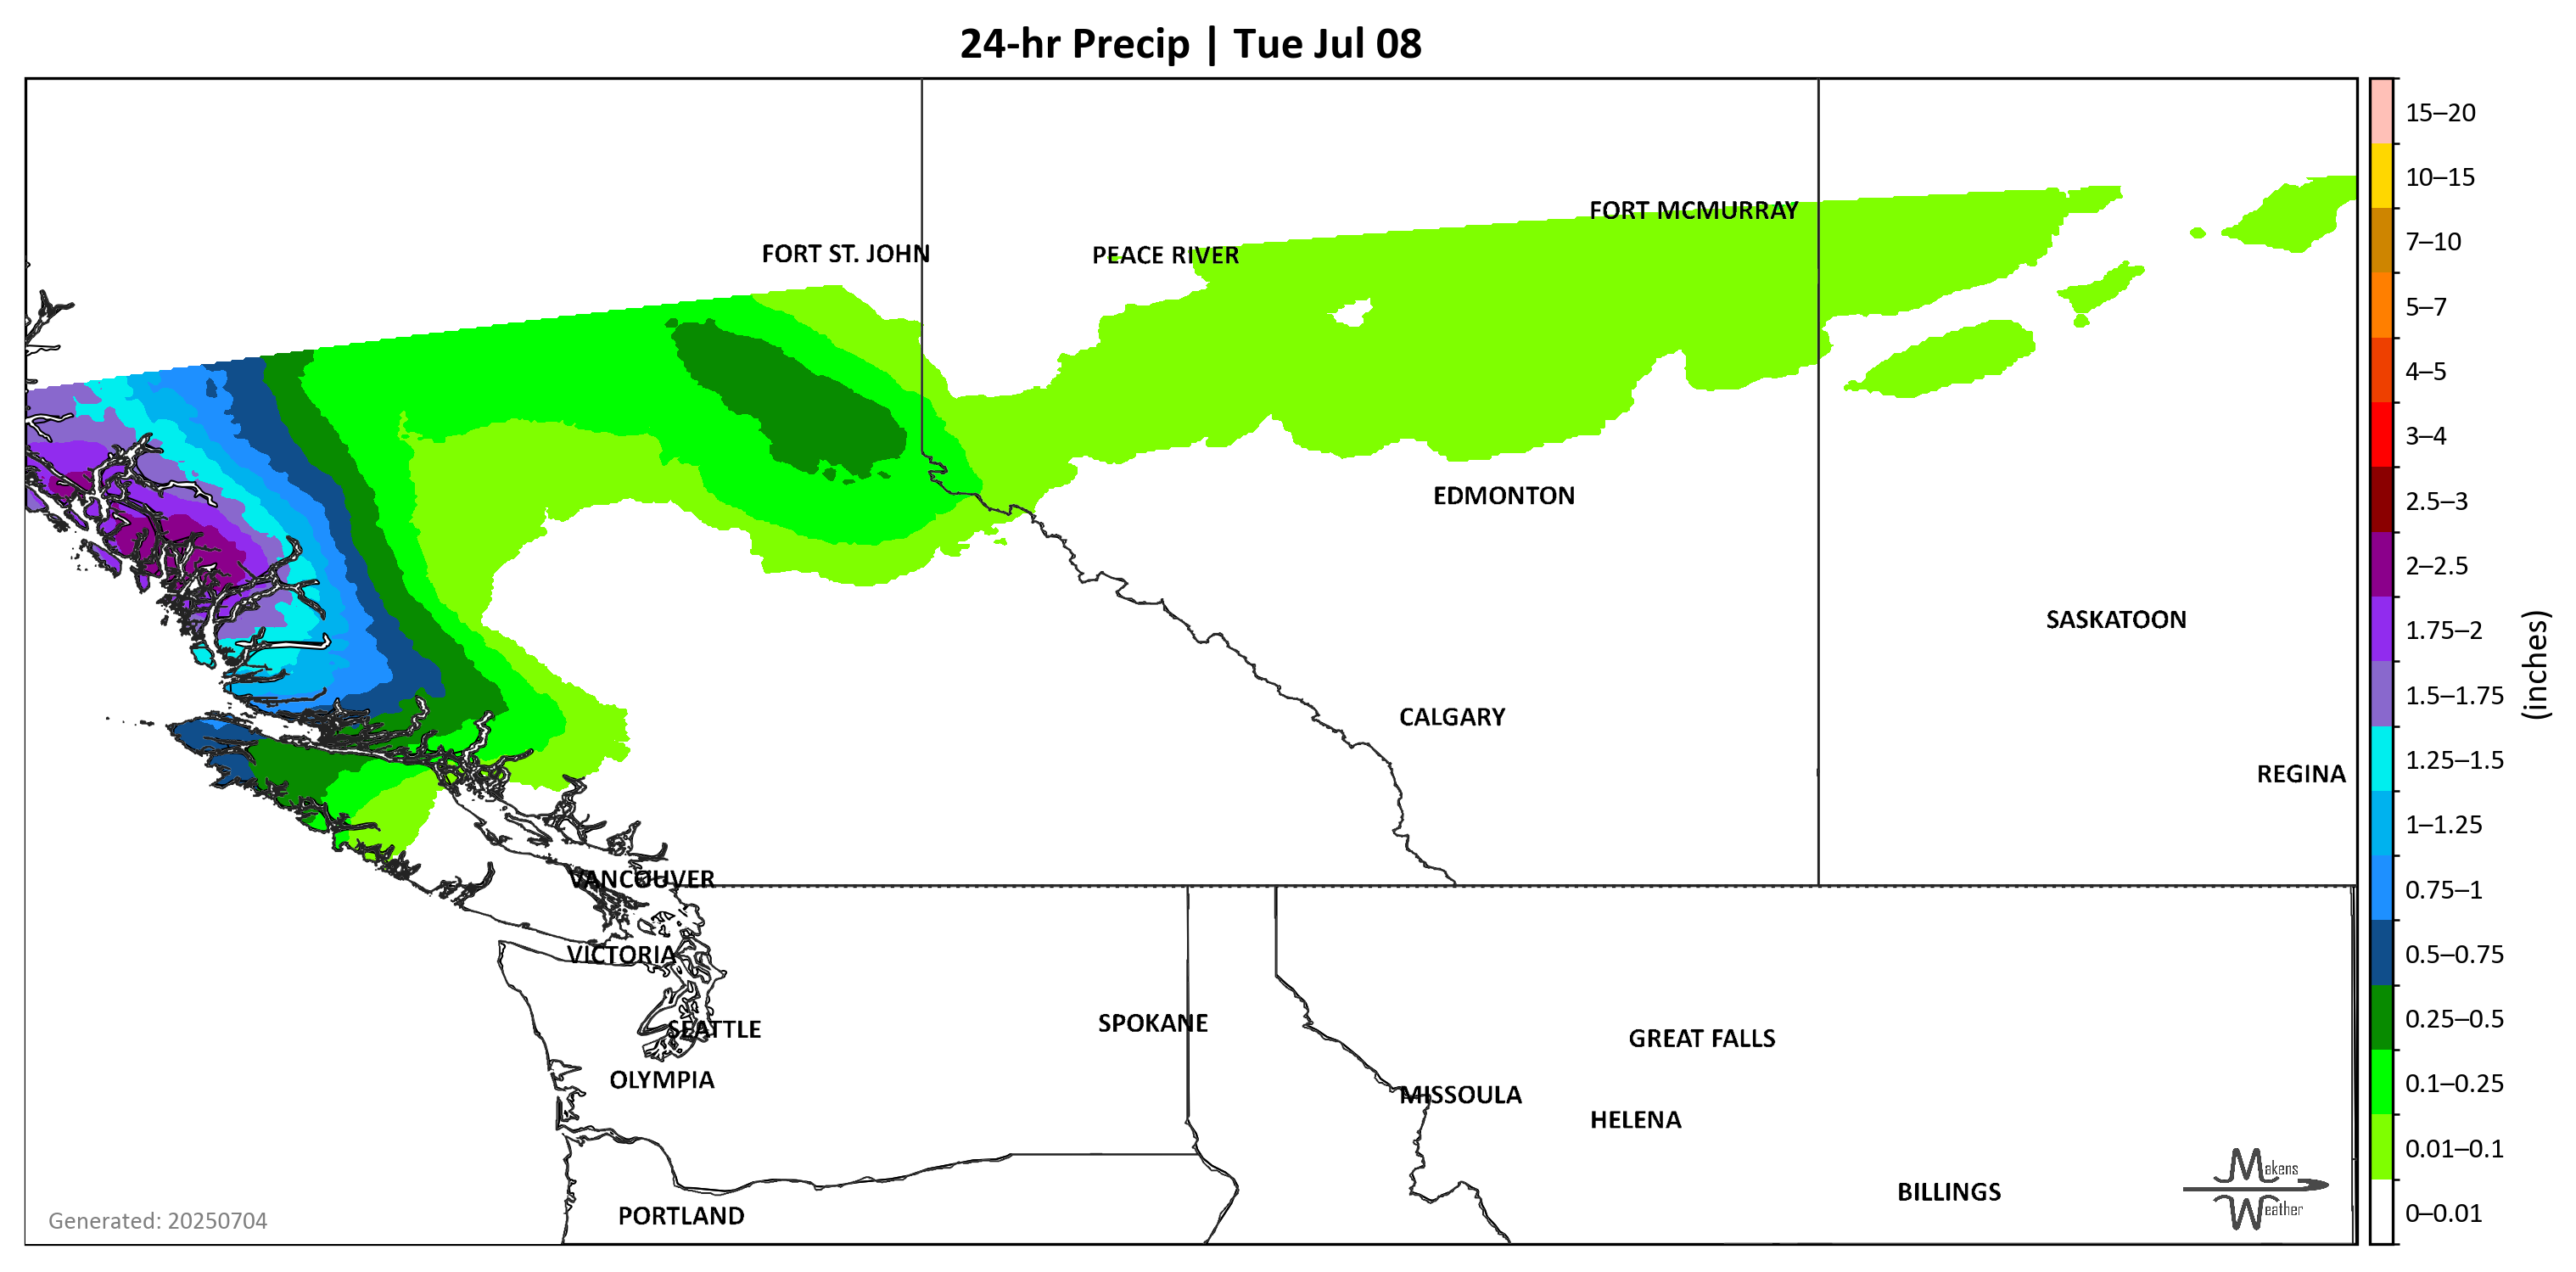 24-hr Precip | Tue Jul 08
15–20
10–15
7–10
5–7
4–5
3–4
2.5–3
2–2.5
1.75–2
1.5–1.75
1.25–1.5
1–1.25
0.75–1
0.5–0.75
0.25–0.5
0.1–0.25
0.01–0.1
0–0.01
(inches)
FORT MCMURRAY
FORT ST. JOHN
PEACE RIVER
EDMONTON
SASKATOON
CALGARY
REGINA
VANCOUVER
VICTORIA
SEATTLE
SPOKANE
GREAT FALLS
OLYMPIA
MISSOULA
HELENA
BILLINGS
PORTLAND
Generated: 20250704
Makens
Weather